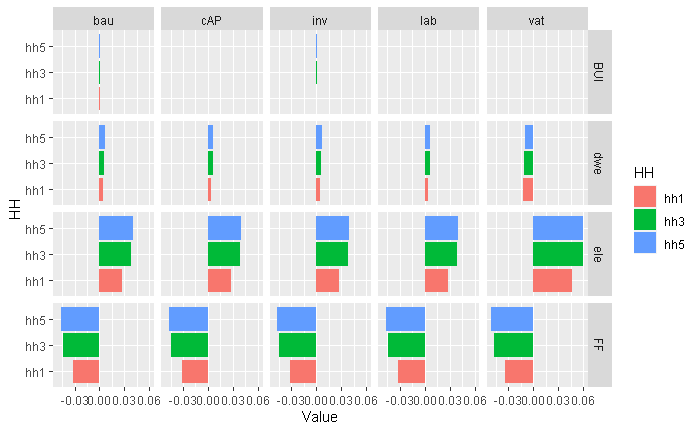 bau cAP inv lab vat
hh5
hh3
hh1
BUI
hh5
hh3
hh1
dwe
hh5
hh3
hh1
ele
hh5
hh3
hh1
FF
-0.030.000.030.06 -0.030.000.030.06 -0.030.000.030.06 -0.030.000.030.06 -0.030.000.030.06
Value
HH
HH
hh1
hh3
hh5